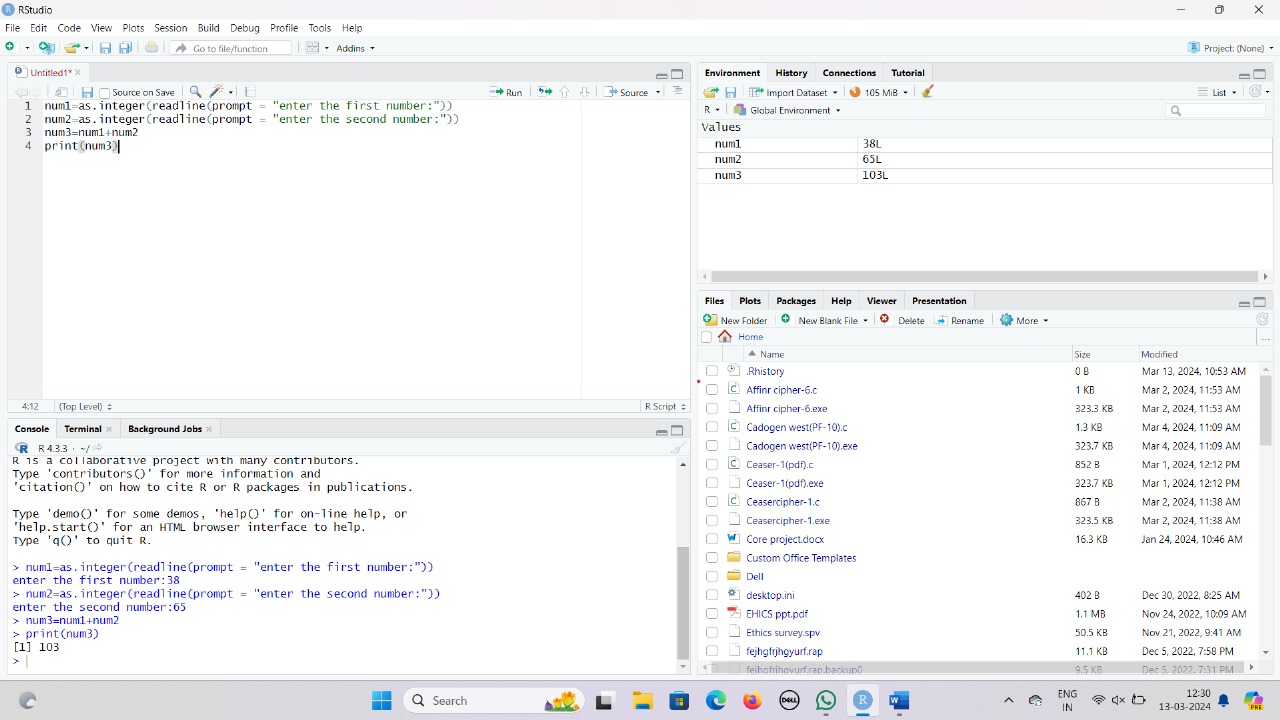 RStudio
File Edit Code View Plots Session Build Debug Profile Tools Help
Go to file/function Addins Project: (None)
Untitled1*
Source on Save Run Source
1 num1=as.integer(readline(prompt = "enter the first number:"))
2 num2=as.integer(readline(prompt = "enter the second number:"))
3 num3=num1+num2
4 print(num3)
4:12 (Top Level) R Script
Console Terminal Background Jobs
R 4.3.3 · ~/
R is a collaborative project with many contributors.
Type 'contributors()' for more information and
'citation()' on how to cite R or R packages in publications.
Type 'demo()' for some demos, 'help()' for on-line help, or
'help.start()' for an HTML browser interface to help.
Type 'q()' to quit R.
> num1=as.integer(readline(prompt = "enter the first number:"))
enter the first number:38
> num2=as.integer(readline(prompt = "enter the second number:"))
enter the second number:65
num3=num1+num2
> print(num3)
[1] 103
>
Environment History Connections Tutorial
Import Dataset 105 MiB List
R Global Environment
Values
num1 38L
num2 65L
num3 103L
Files Plots Packages Help Viewer Presentation
New Folder New Blank File Delete Rename More
Home ...
Name Size Modified
.Rhistory 0 B Mar 13, 2024, 10:53 AM
Affinr cipher-6.c 1 KB Mar 2, 2024, 11:53 AM
Affinr cipher-6.exe 323.3 KB Mar 2, 2024, 11:53 AM
Cadogen west(PF-10).c 1.3 KB Mar 4, 2024, 11:09 AM
Cadogen west(PF-10).exe 323.7 KB Mar 4, 2024, 11:09 AM
Ceaser-1(pdf).c 852 B Mar 1, 2024, 12:12 PM
Ceaser-1(pdf).exe 323.7 KB Mar 1, 2024, 12:12 PM
Ceasercipher-1.c 867 B Mar 2, 2024, 11:38 AM
Ceasercipher-1.exe 323.5 KB Mar 2, 2024, 11:38 AM
Core project.docx 16.3 KB Jan 24, 2024, 10:46 AM
Custom Office Templates
Dell
desktop.ini 402 B Dec 30, 2022, 8:25 AM
EHICS ppt.pdf 1.1 MB Nov 21, 2022, 10:09 AM
Ethics survey.spv 50.5 KB Nov 21, 2022, 9:41 AM
fejhgfrjhgyurf.rap 11.1 KB Dec 5, 2022, 7:58 PM
9.5 KB Dec 5, 2022, 7:31 PM
Search DELL ENG 12:30
IN 13-03-2024 PRE